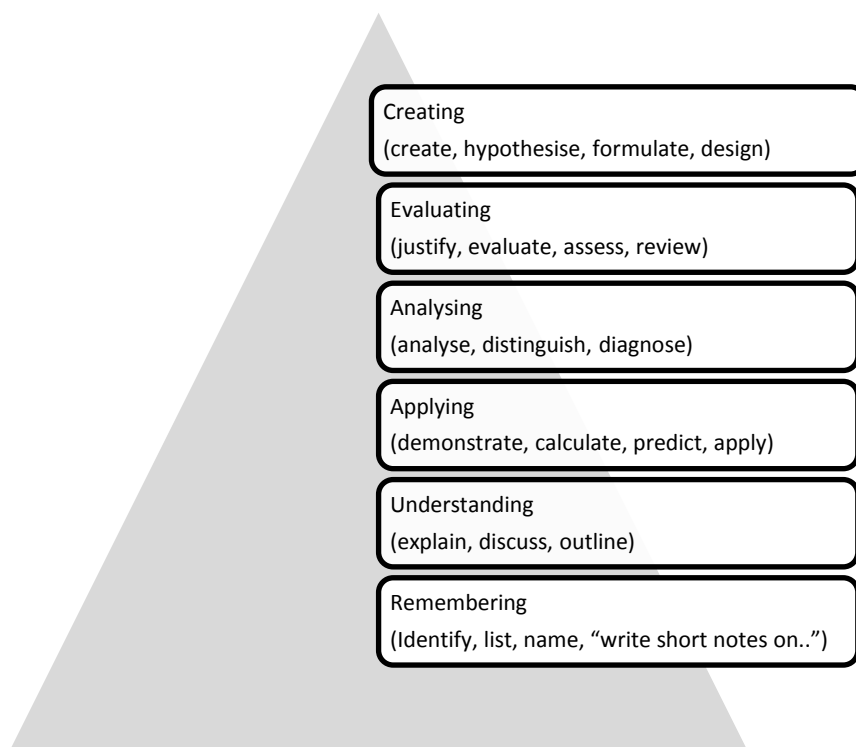 Creating
(create, hypothesise, formulate, design)
Evaluating
(justify, evaluate, assess, review)
Analysing
(analyse, distinguish, diagnose)
Applying
(demonstrate, calculate, predict, apply)
Understanding
(explain, discuss, outline)
Remembering
(Identify, list, name, “write short notes on..”)